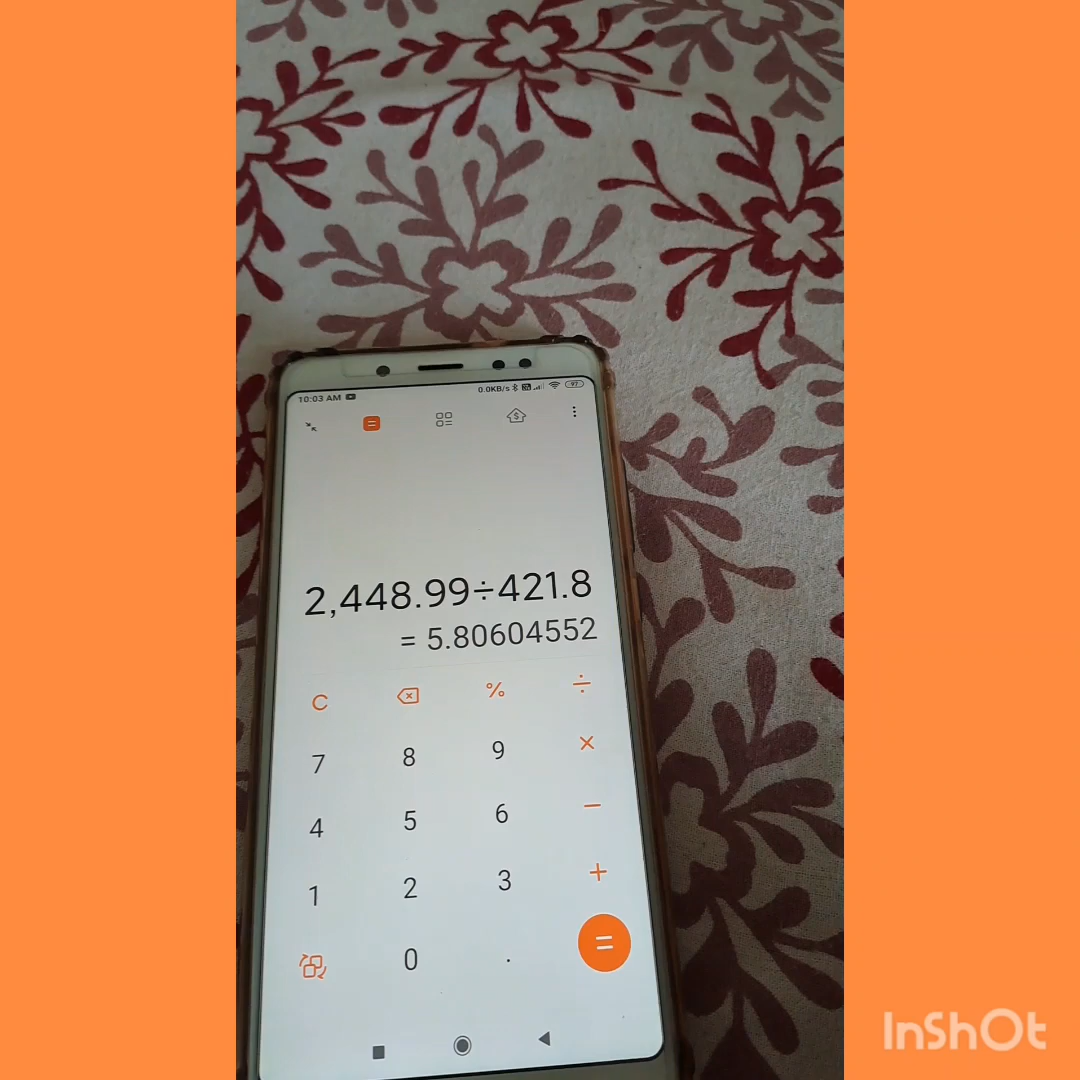 10:03 AM 0.0KB/s 97
2,448.99÷421.8
= 5.80604552
C % ÷
7 8 9 ×
4 5 6 −
1 2 3 +
0 . =
InShOt